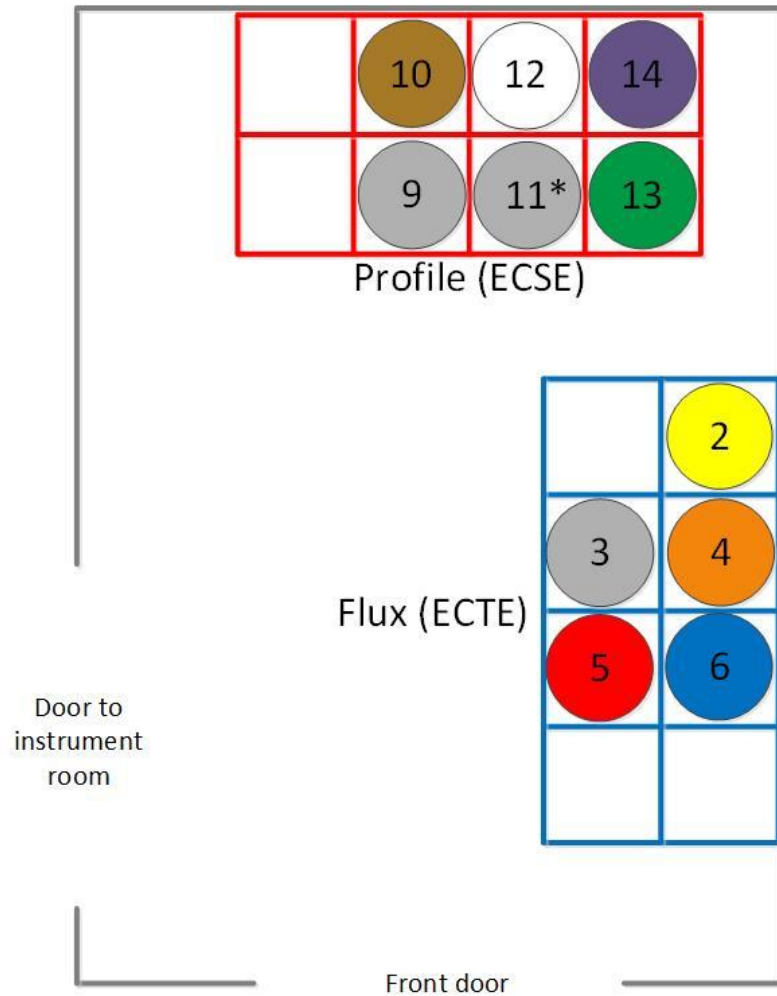 10 12 14
9 11* 13
Profile (ECSE)
2
3 4
Flux (ECTE)
5 6
Door to
instrument
room
Front door